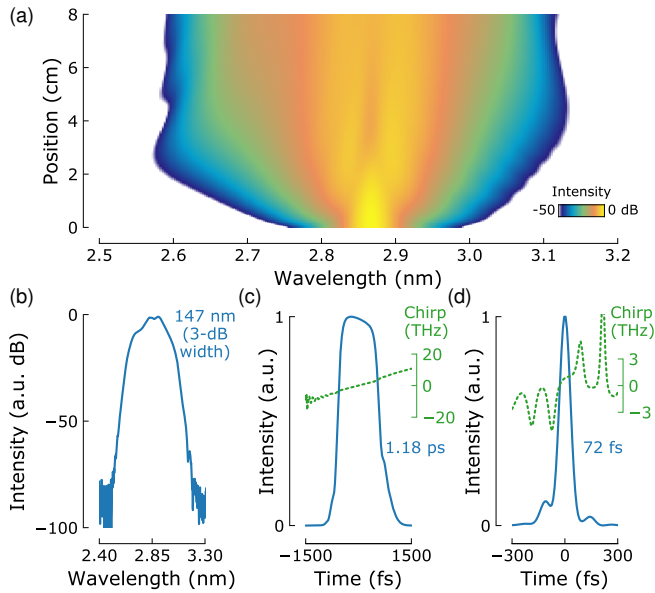 (a)
8
6
4
2
0
Position (cm)
Intensity
-50 0 dB
2.5 2.6 2.7 2.8 2.9 3.0 3.1 3.2
Wavelength (nm)
(b)
0
−50
−100
Intensity (a.u. dB)
147 nm
(3-dB
width)
2.40 2.85 3.30
Wavelength (nm)
(c)
1
0
Intensity (a.u.)
Chirp
(THz)
20
0
−20
1.18 ps
−1500 1500
Time (fs)
(d)
1
0
Intensity (a.u.)
Chirp
(THz)
3
0
−3
72 fs
−300 0 300
Time (fs)